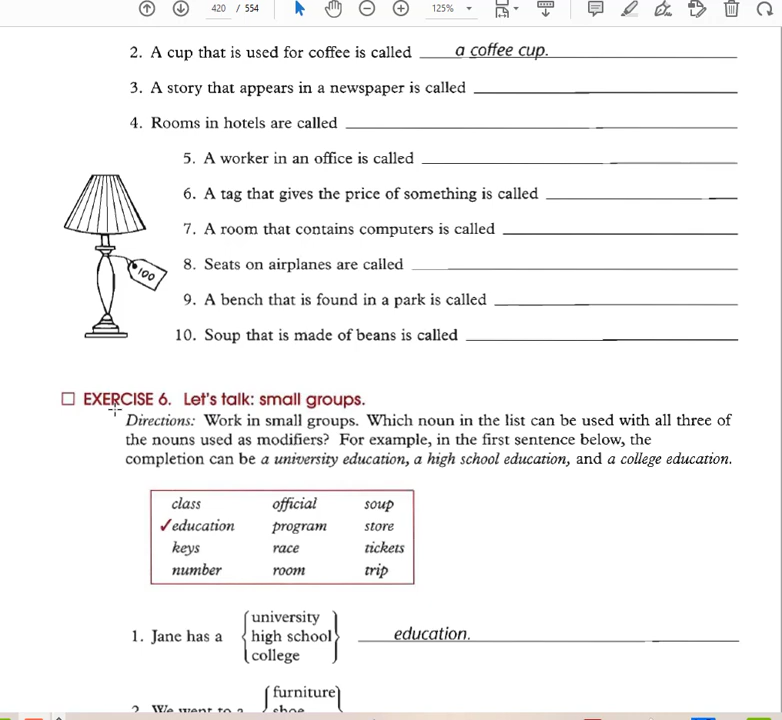 420 / 554 125%
2. A cup that is used for coffee is called a coffee cup.
3. A story that appears in a newspaper is called
4. Rooms in hotels are called
5. A worker in an office is called
6. A tag that gives the price of something is called
7. A room that contains computers is called
100
8. Seats on airplanes are called
9. A bench that is found in a park is called
10. Soup that is made of beans is called
EXERCISE 6. Let's talk: small groups.
Directions: Work in small groups. Which noun in the list can be used with all three of
the nouns used as modifiers? For example, in the first sentence below, the
completion can be a university education, a high school education, and a college education.
class official soup
✓education program store
keys race tickets
number room trip
university
1. Jane has a high school education.
college
furniture
2. We went to a shoe